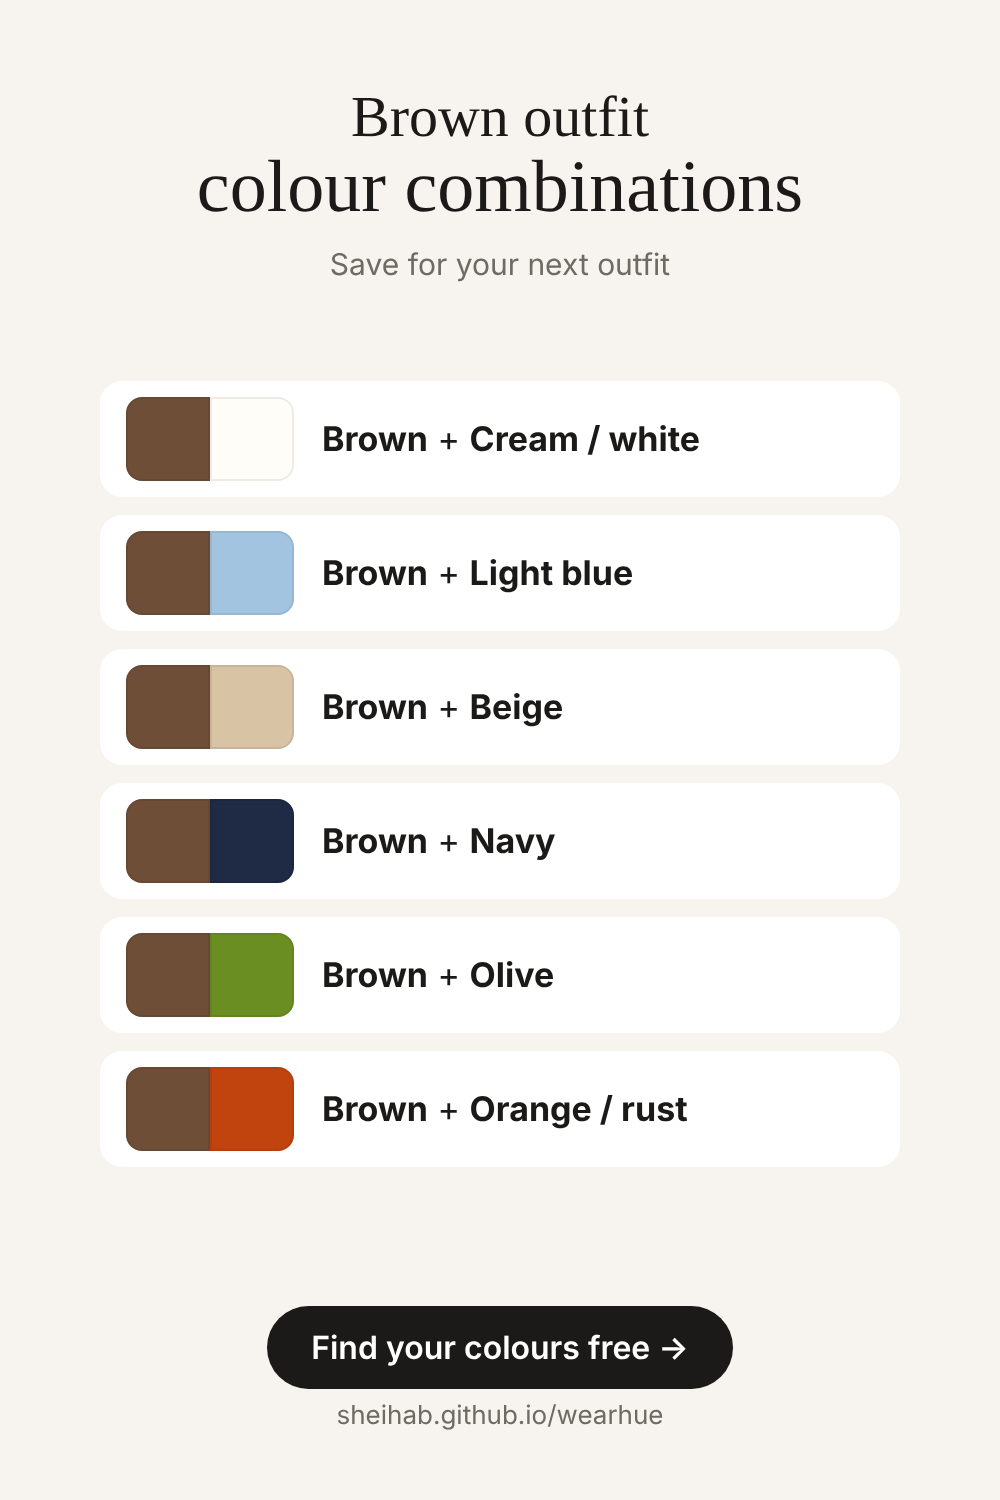 Brown outfit
colour combinations
Save for your next outfit
Brown + Cream / white
Brown + Light blue
Brown + Beige
Brown + Navy
Brown + Olive
Brown + Orange / rust
Find your colours free →
sheihab.github.io/wearhue